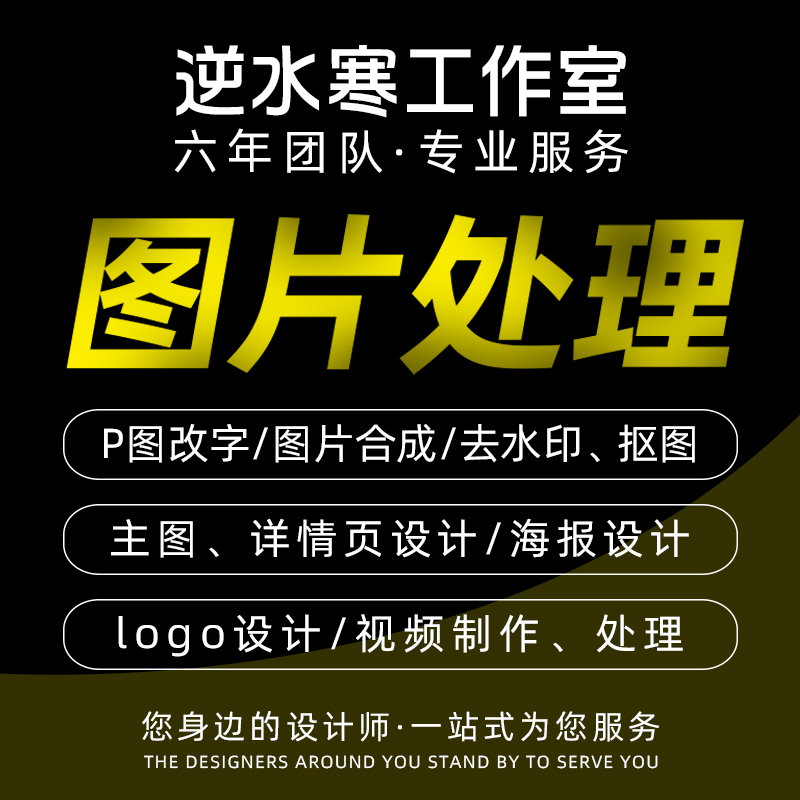 逆水寒工作室
六年团队·专业服务
图片处理
P图改字/图片合成/去水印、抠图
主图、详情页设计/海报设计
logo设计/视频制作、处理
您身边的设计师·一站式为您服务
THE DESIGNERS AROUND YOU STAND BY TO SERVE YOU